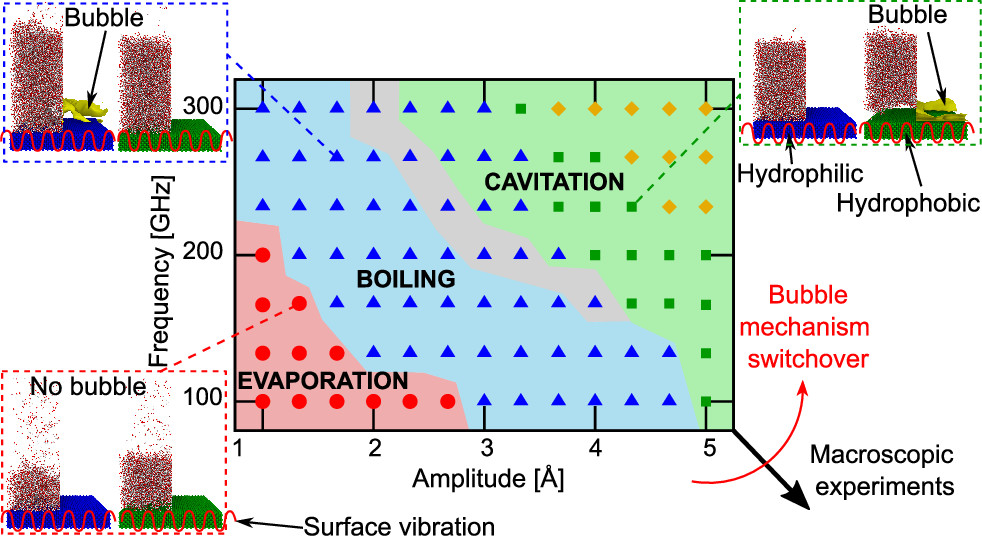 Bubble
Bubble
Hydrophilic
Hydrophobic
Frequency [GHz]
300
200
100
CAVITATION
BOILING
EVAPORATION
No bubble
Bubble
mechanism
switchover
1
2
3
4
5
Amplitude [Å]
Macroscopic
experiments
Surface vibration